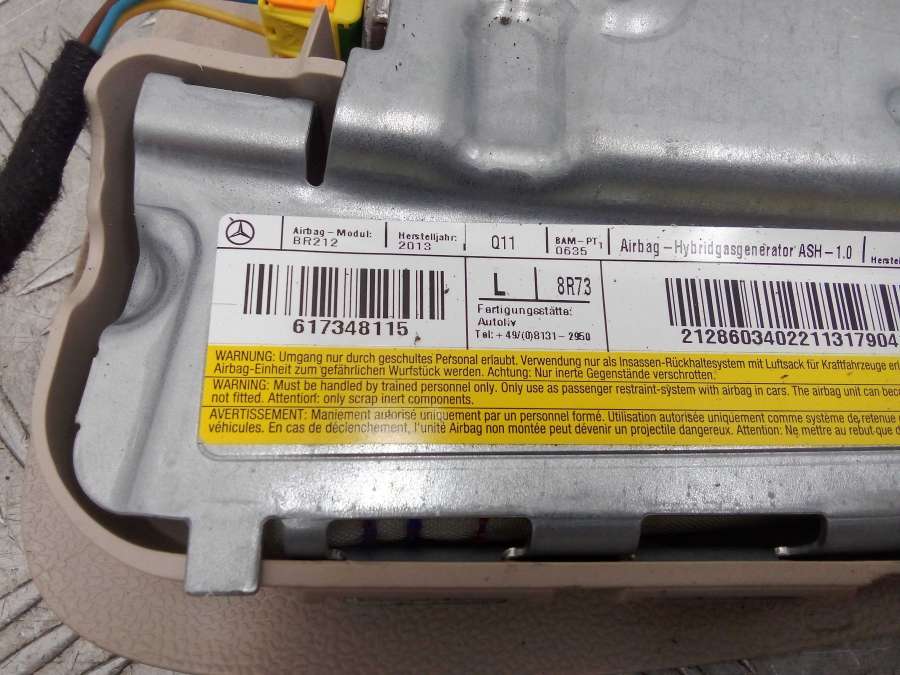 Airbag-Modul:
BR212
Herstelljahr:
2013
Q11
BAM-PT1
0635
Airbag-Hybridgasgenerator ASH-1.0
617348115
L
8R73
Fertigungsstätte:
Autoliv
Tel: +49/(0)8131-2950
WARNUNG: Umgang nur durch geschultes Personal erlaubt. Verwendung nur als Insassen-Rückhaltesystem mit Luftsack für Kraftfahrzeuge
Airbag-Einheit zum gefährlichen Wurfstück werden. Achtung: Nur inerte Gegenstände verschrotten.
WARNING: Must be handled by trained personnel only. Only use as passenger restraint-system with airbag in cars. The airbag unit can
not fitted. Attention: only scrap inert components.
AVERTISSEMENT: Maniement autorisé uniquement par un personnel formé. Utilisation autorisée uniquement comme système de retenue
véhicules. En cas de déclenchement, l'unité Airbag non montée peut dévenir un projectile dangereux. Attention: Ne mettre au rebut que